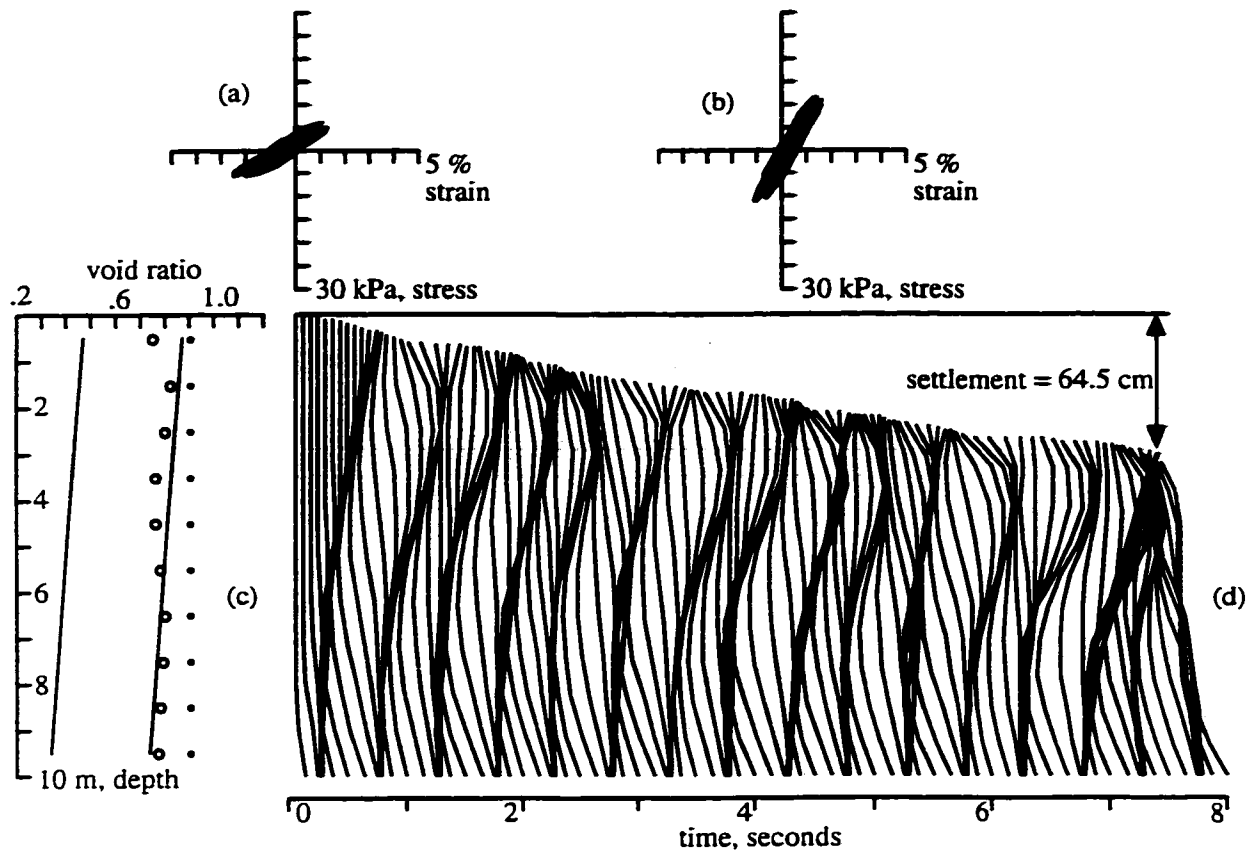 (a)
(b)
5 %
strain
5 %
strain
30 kPa, stress
30 kPa, stress
void ratio
.2 .6 1.0
settlement = 64.5 cm
2
4
6
8
10 m, depth
(c)
(d)
0 2 4 6 8
time, seconds